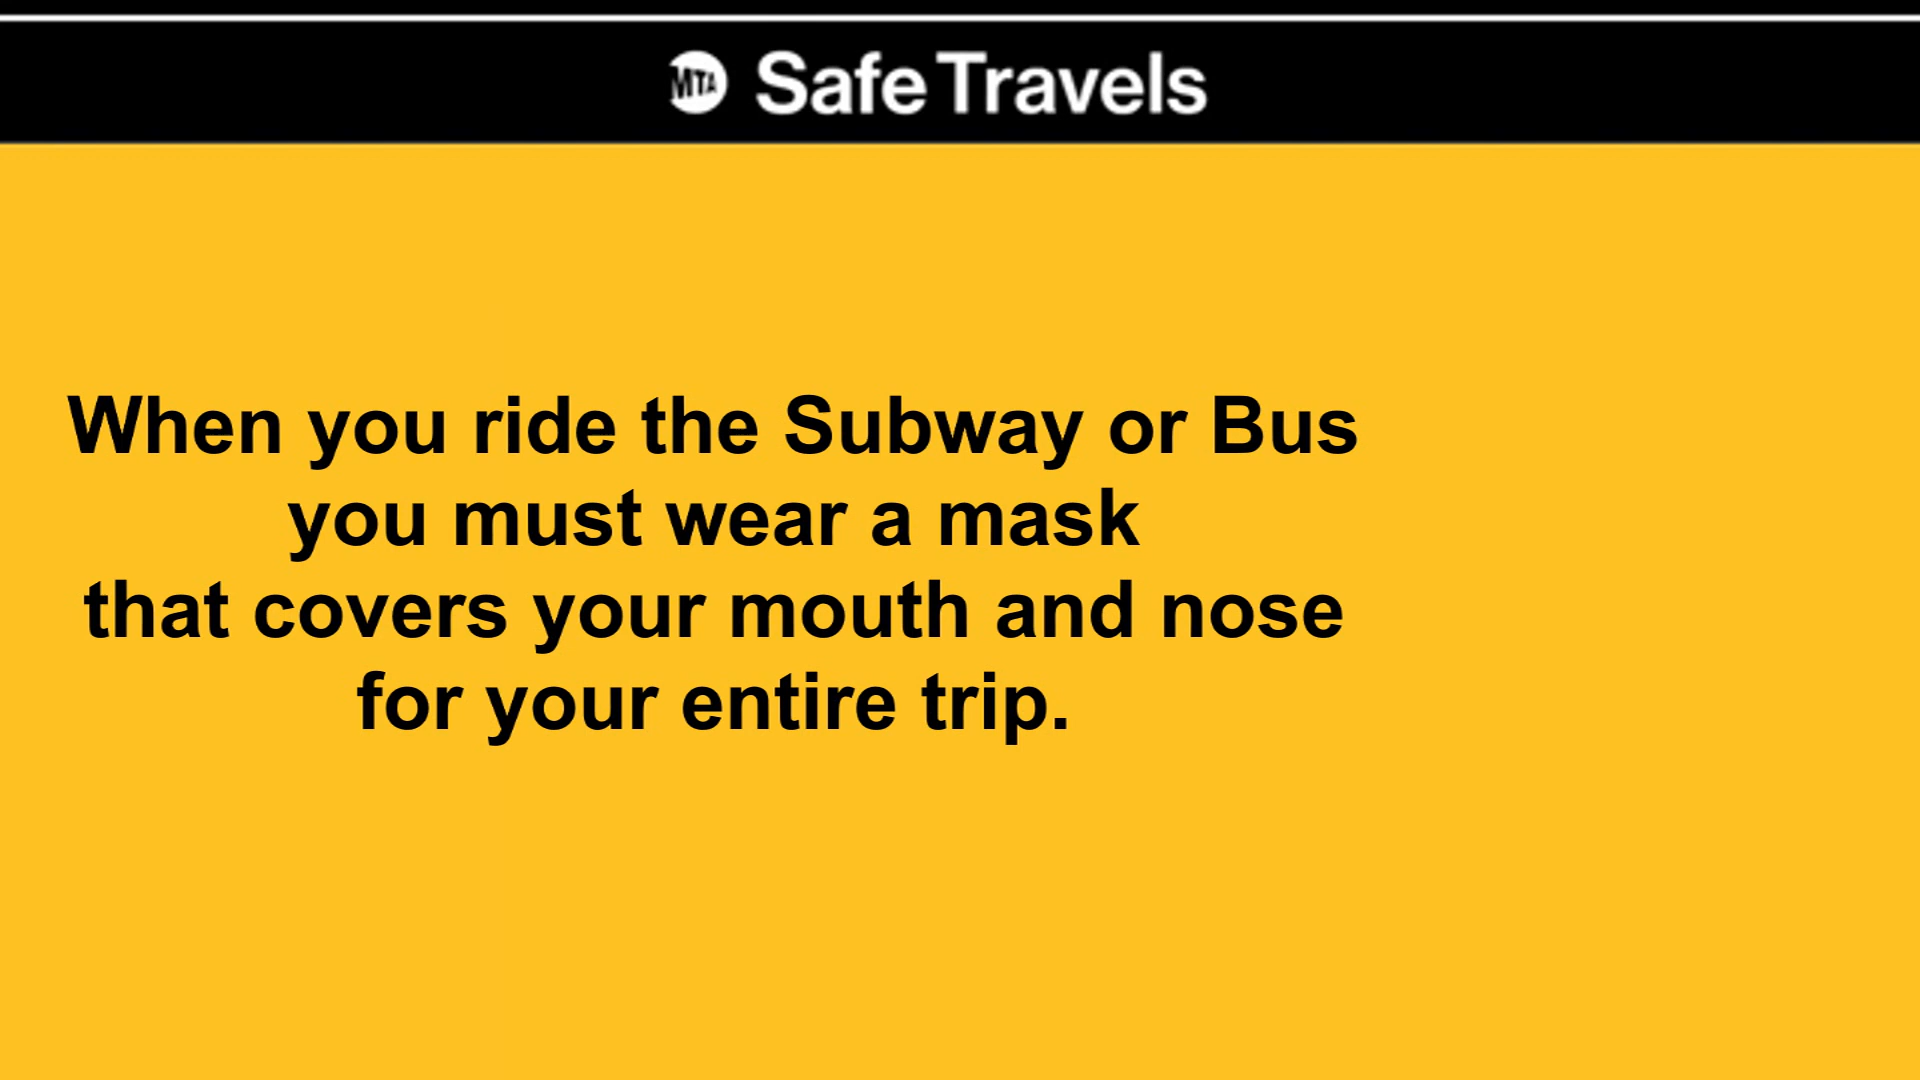 MTA Safe Travels
When you ride the Subway or Bus
you must wear a mask
that covers your mouth and nose
for your entire trip.